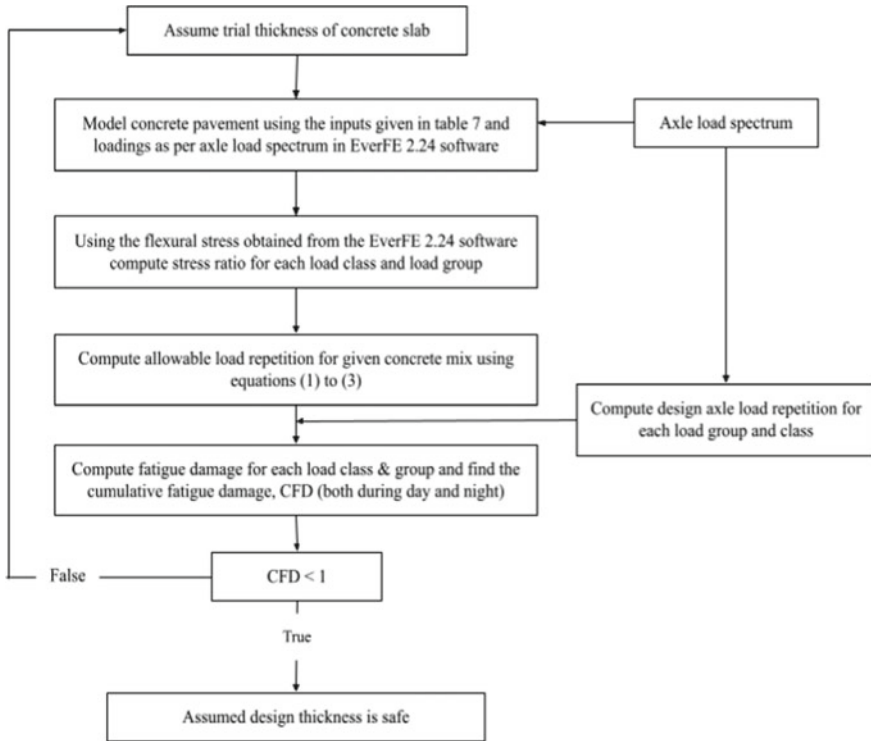 Assume trial thickness of concrete slab
Model concrete pavement using the inputs given in table 7 and
loadings as per axle load spectrum in EverFE 2.24 software
Axle load spectrum
Using the flexural stress obtained from the EverFE 2.24 software
compute stress ratio for each load class and load group
Compute allowable load repetition for given concrete mix using
equations (1) to (3)
Compute design axle load repetition for
each load group and class
Compute fatigue damage for each load class & group and find the
cumulative fatigue damage, CFD (both during day and night)
False
CFD < 1
True
Assumed design thickness is safe